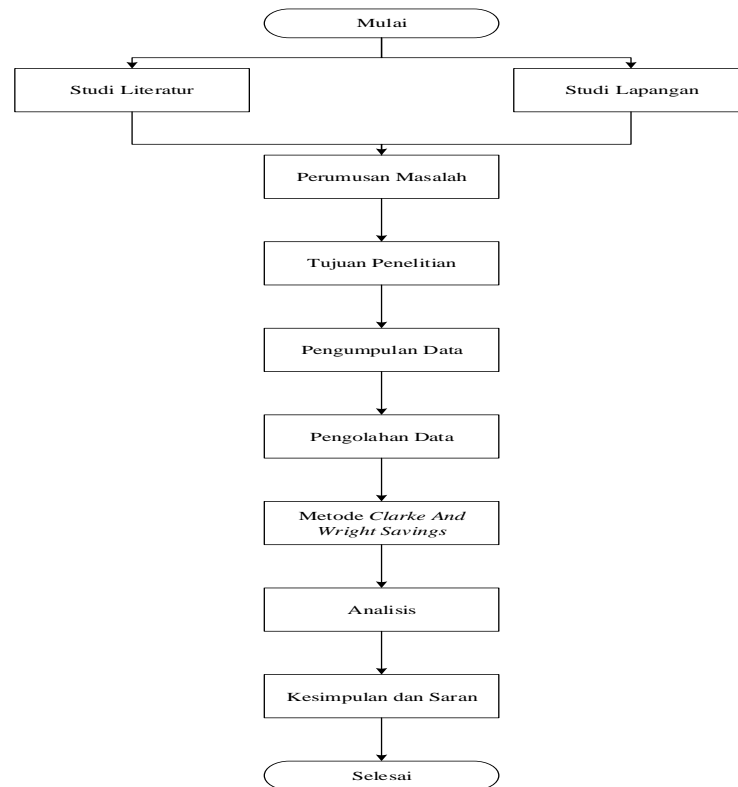 Mulai
Studi Literatur
Studi Lapangan
Perumusan Masalah
Tujuan Penelitian
Pengumpulan Data
Pengolahan Data
Metode Clarke And
Wright Savings
Analisis
Kesimpulan dan Saran
Selesai